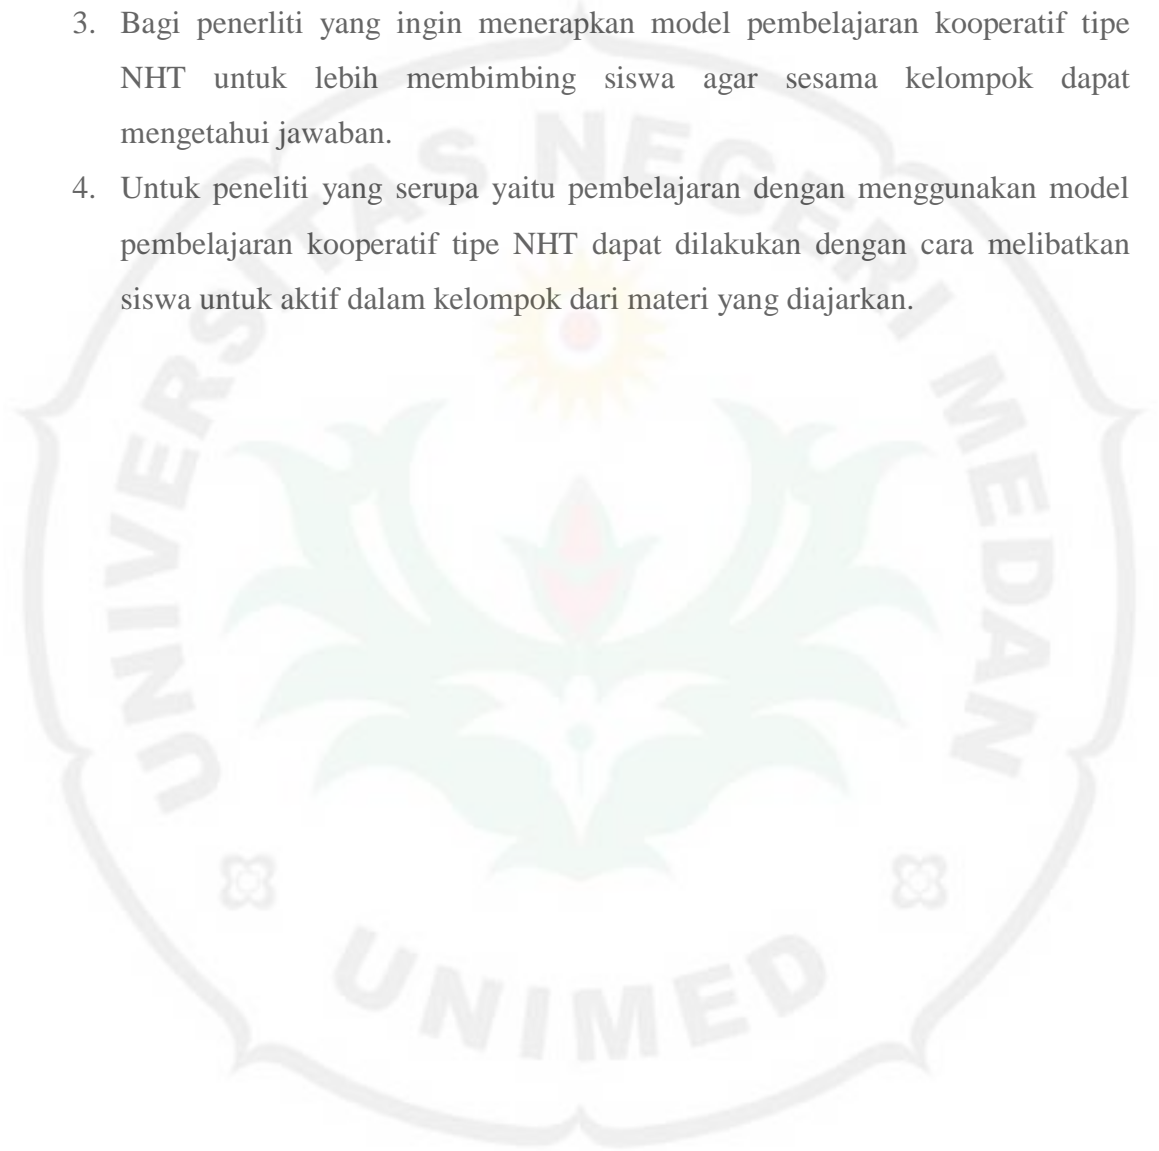 3. Bagi penerliti yang ingin menerapkan model pembelajaran kooperatif tipe
NHT untuk lebih membimbing siswa agar sesama kelompok dapat
mengetahui jawaban.
4. Untuk peneliti yang serupa yaitu pembelajaran dengan menggunakan model
pembelajaran kooperatif tipe NHT dapat dilakukan dengan cara melibatkan
siswa untuk aktif dalam kelompok dari materi yang diajarkan.
UNIVERSITAS NEGERI MEDAN
UNIMED